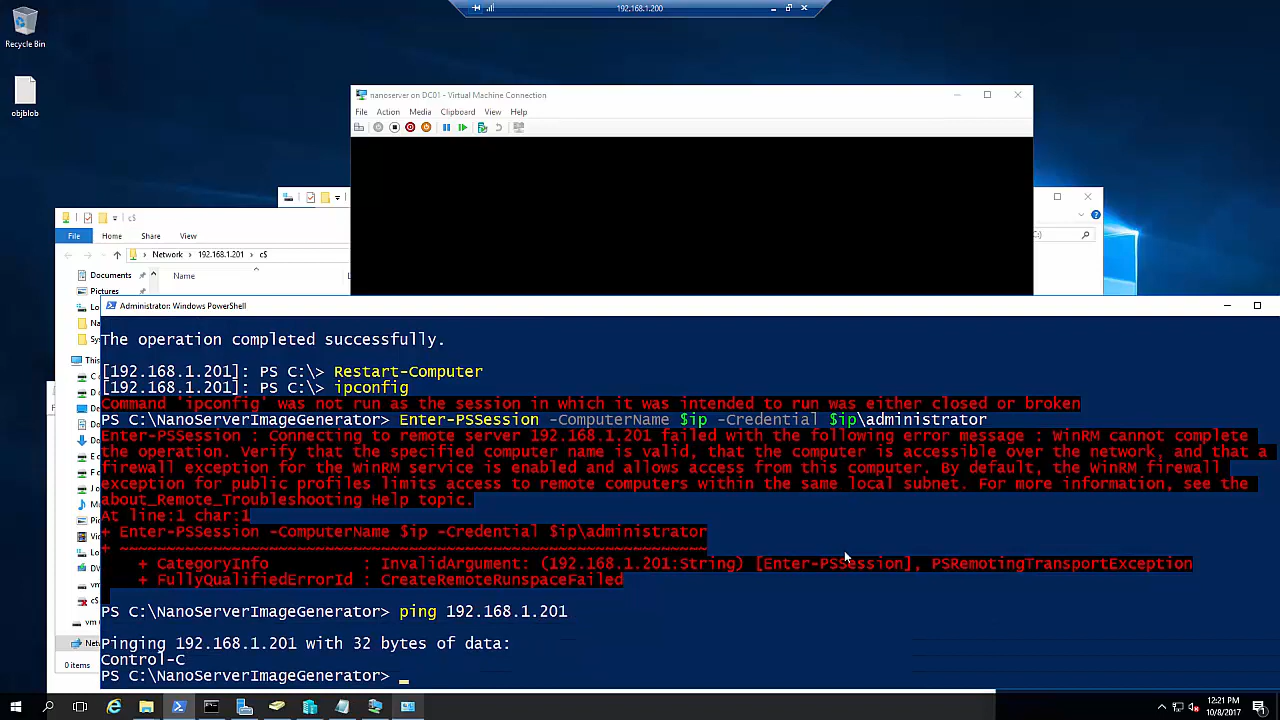 192.168.1.200
Recycle Bin
objblob
nanoserver on DC01 - Virtual Machine Connection
File Action Media Clipboard View Help
c$
File Home Share View
Network > 192.168.1.201 > c$
Documents
Name
Pictures
0 items
Administrator: Windows PowerShell
The operation completed successfully.
[192.168.1.201]: PS C:\> Restart-Computer
[192.168.1.201]: PS C:\> ipconfig
Command 'ipconfig' was not run as the session in which it was intended to run was either closed or broken
PS C:\NanoServerImageGenerator> Enter-PSSession -ComputerName $ip -Credential $ip\administrator
Enter-PSSession : Connecting to remote server 192.168.1.201 failed with the following error message : WinRM cannot complete
the operation. Verify that the specified computer name is valid, that the computer is accessible over the network, and that a
firewall exception for the WinRM service is enabled and allows access from this computer. By default, the WinRM firewall
exception for public profiles limits access to remote computers within the same local subnet. For more information, see the
about_Remote_Troubleshooting Help topic.
At line:1 char:1
+ Enter-PSSession -ComputerName $ip -Credential $ip\administrator
+ ~~~~~~~~~~~~~~~~~~~~~~~~~~~~~~~~~~~~~~~~~~~~~~~~~~~~~~~~~~~~~~~
+ CategoryInfo : InvalidArgument: (192.168.1.201:String) [Enter-PSSession], PSRemotingTransportException
+ FullyQualifiedErrorId : CreateRemoteRunspaceFailed
PS C:\NanoServerImageGenerator> ping 192.168.1.201
Pinging 192.168.1.201 with 32 bytes of data:
Control-C
PS C:\NanoServerImageGenerator>
12:21 PM
10/8/2017